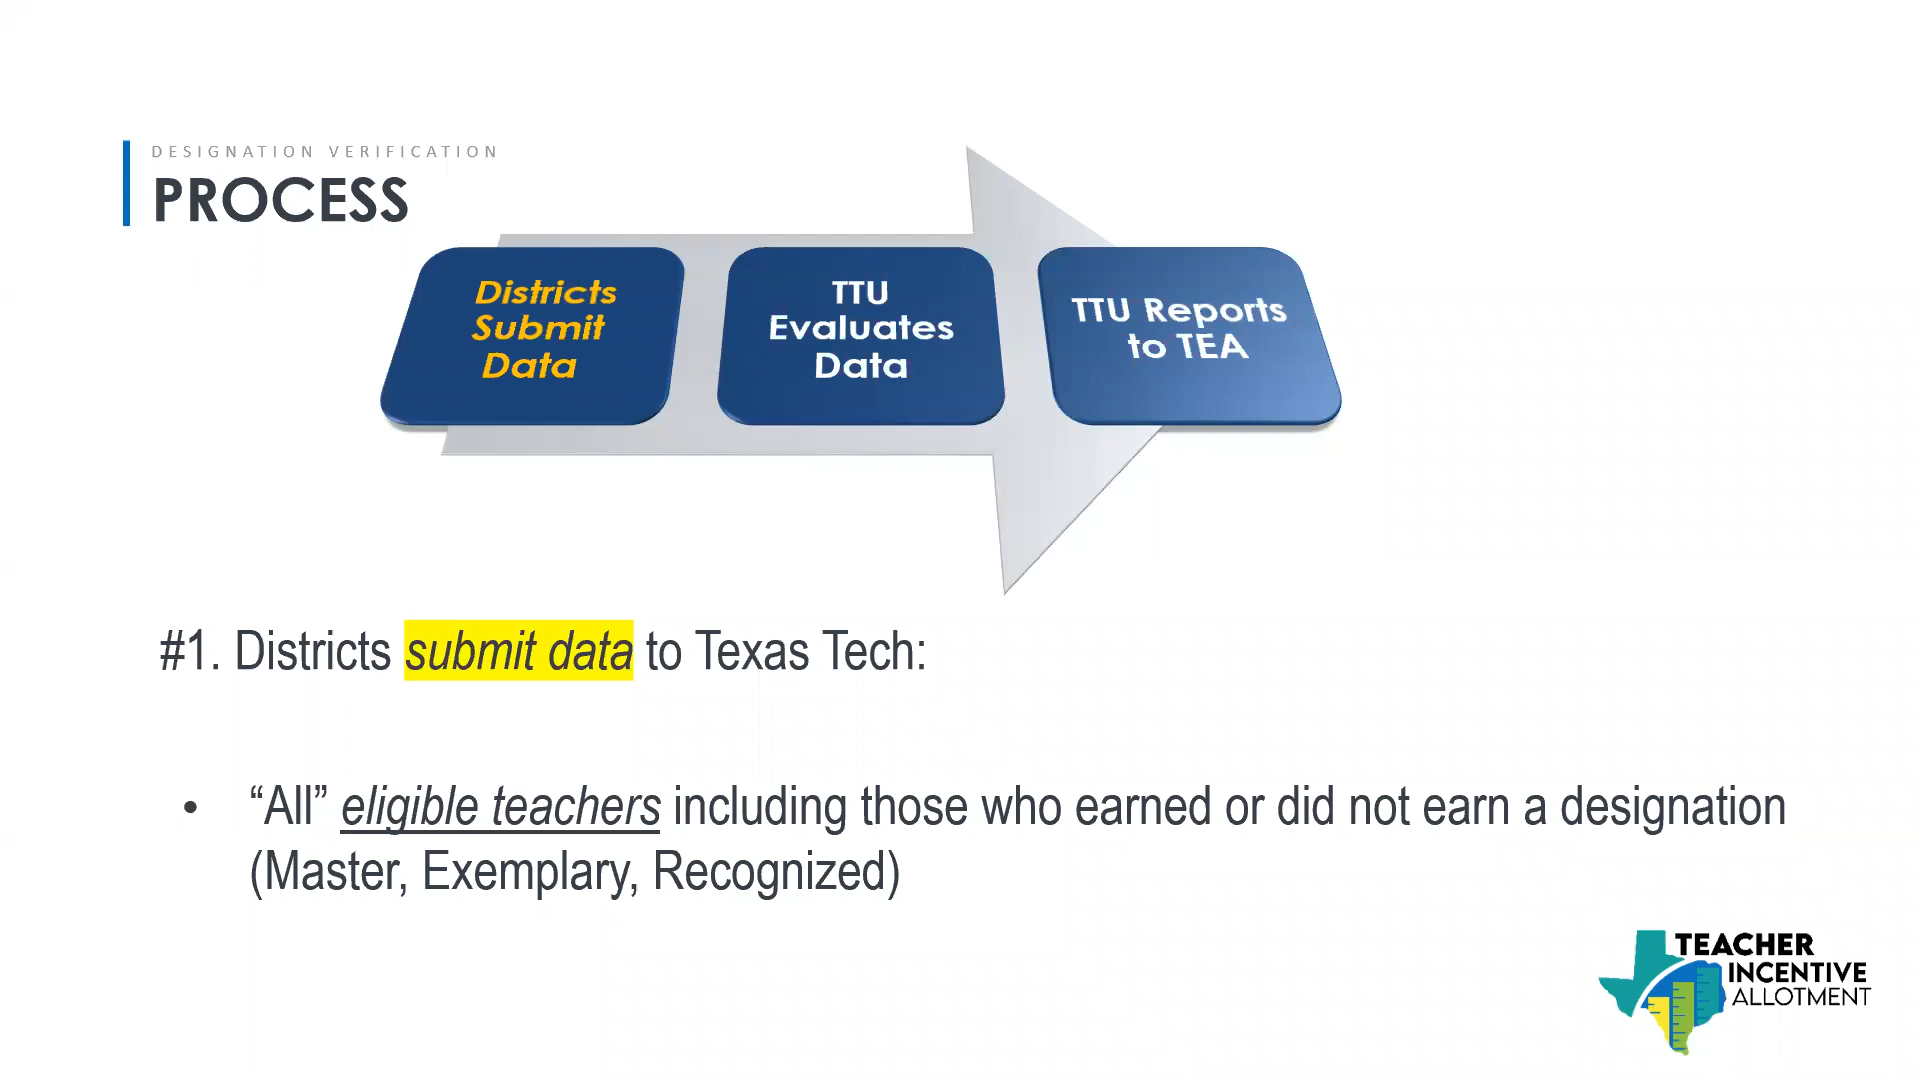 DESIGNATION VERIFICATION
PROCESS
Districts
Submit
Data
TTU
Evaluates
Data
TTU Reports
to TEA
#1. Districts submit data to Texas Tech:
• “All” eligible teachers including those who earned or did not earn a designation
(Master, Exemplary, Recognized)
TEACHER
INCENTIVE
ALLOTMENT